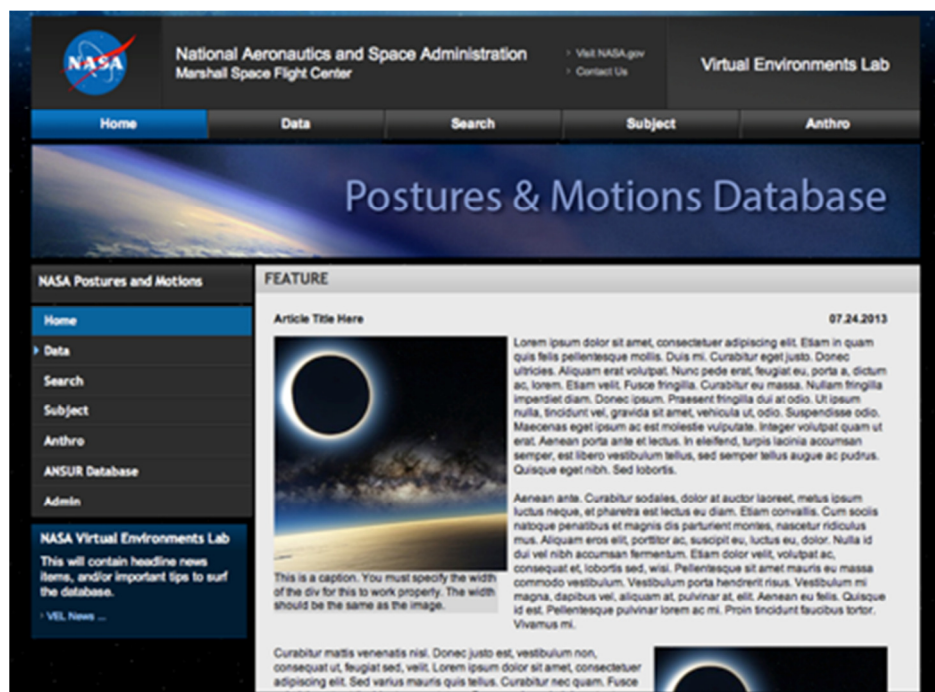 NASA
National Aeronautics and Space Administration
Marshall Space Flight Center
Visit NASA.gov
Contact Us
Virtual Environments Lab
Home
Data
Search
Subject
Anthro
Postures & Motions Database
NASA Postures and Motions
Home
Data
Search
Subject
Anthro
ANSUR Database
Admin
NASA Virtual Environments Lab
This will contain headline news
items, and/or important tips to surf
the database.
VEL News ...
FEATURE
Article Title Here
07.24.2013
Lorem ipsum dolor sit amet, consectetuer adipiscing elit. Etiam in quam
quis felis pellentesque mollis. Duis mi. Curabitur eget justo. Donec
ultricies. Aliquam erat volutpat. Nunc pede erat, feugiat eu, porta a, dictum
ac, lorem. Etiam velit. Fusce fringilla. Curabitur eu massa. Nullam fringilla
imperdiet diam. Donec ipsum. Praesent fringilla dui at odio. Ut ipsum
nulla, tincidunt vel, gravida sit amet, vehicula ut, odio. Suspendisse odio.
Maecenas eget ipsum ac est molestie vulputate. Integer volutpat quam ut
erat. Aenean porta ante et lectus. In eleifend, turpis lacinia accumsan
semper, est libero vestibulum tellus, sed semper tellus augue ac pudrus.
Quisque eget nibh. Sed lobortis.
Aenean ante. Curabitur sodales, dolor at auctor laoreet, metus ipsum
luctus neque, et pharetra est lectus eu diam. Etiam convallis. Cum sociis
natoque penatibus et magnis dis parturient montes, nascetur ridiculus
mus. Aliquam eros elit, porttitor ac, suscipit eu, luctus eu, dolor. Nulla id
dui vel nibh accumsan fermentum. Etiam dolor velit, volutpat ac,
consequat et, lobortis sed, wisi. Pellentesque sit amet mauris eu massa
commodo vestibulum. Vestibulum porta hendrerit risus. Vestibulum mi
magna, dapibus vel, aliquam at, pulvinar at, elit. Aenean eu felis. Quisque
id est. Pellentesque pulvinar lorem ac mi. Proin tincidunt faucibus tortor.
Vivamus mi.
This is a caption. You must specify the width
of the div for this to work properly. The width
should be the same as the image.
Curabitur mattis venenatis nisl. Donec justo est, vestibulum non,
consequat ut, feugiat sed, velit. Lorem ipsum dolor sit amet, consectetuer
adipiscing elit. Sed varius mauris quis tellus. Curabitur nec quam. Fusce